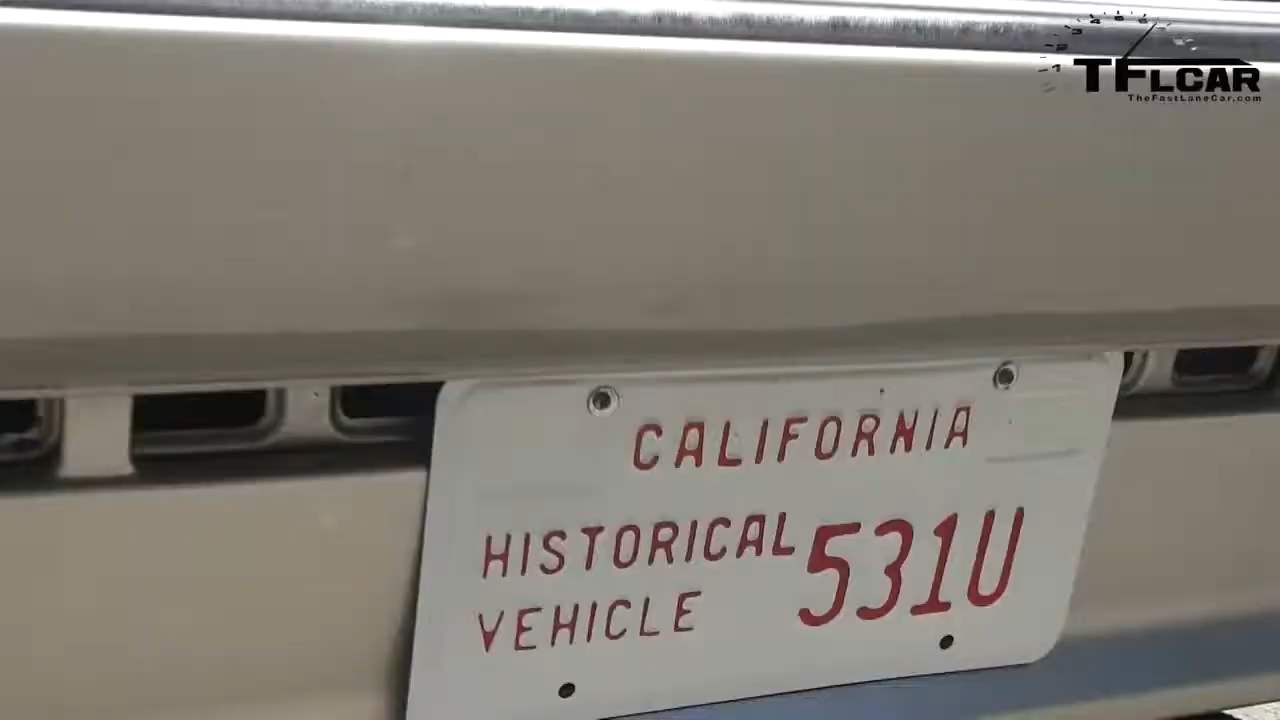 TFLCAR
TheFastLaneCar.com
CALIFORNIA
HISTORICAL 531U
VEHICLE